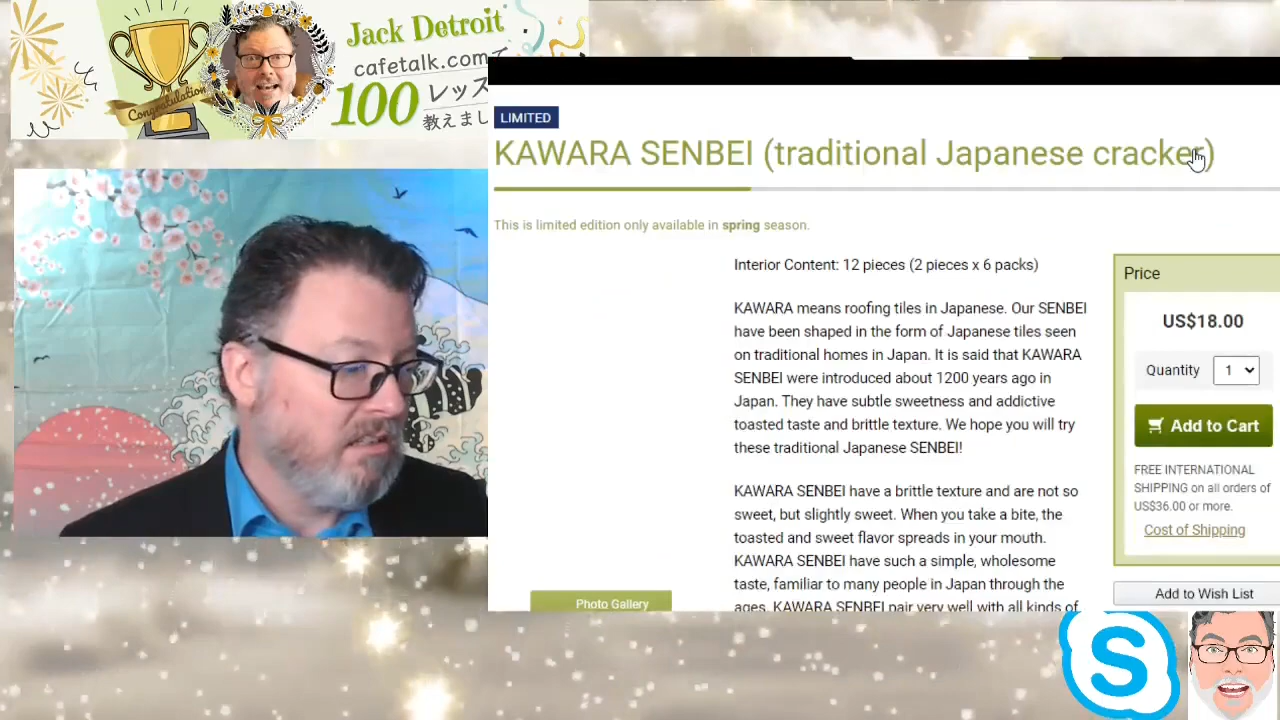 Jack Detroit
cafetalk.comで
100 レッス
教えまし
Congratulation
LIMITED
KAWARA SENBEI (traditional Japanese cracker)
This is limited edition only available in spring season.
Interior Content: 12 pieces (2 pieces x 6 packs)
KAWARA means roofing tiles in Japanese. Our SENBEI
have been shaped in the form of Japanese tiles seen
on traditional homes in Japan. It is said that KAWARA
SENBEI were introduced about 1200 years ago in
Japan. They have subtle sweetness and addictive
toasted taste and brittle texture. We hope you will try
these traditional Japanese SENBEI!
KAWARA SENBEI have a brittle texture and are not so
sweet, but slightly sweet. When you take a bite, the
toasted and sweet flavor spreads in your mouth.
KAWARA SENBEI have such a simple, wholesome
taste, familiar to many people in Japan through the
ages. KAWARA SENBEI pair very well with all kinds of
Photo Gallery
Price
US$18.00
Quantity 1
Add to Cart
FREE INTERNATIONAL
SHIPPING on all orders of
US$36.00 or more.
Cost of Shipping
Add to Wish List
S